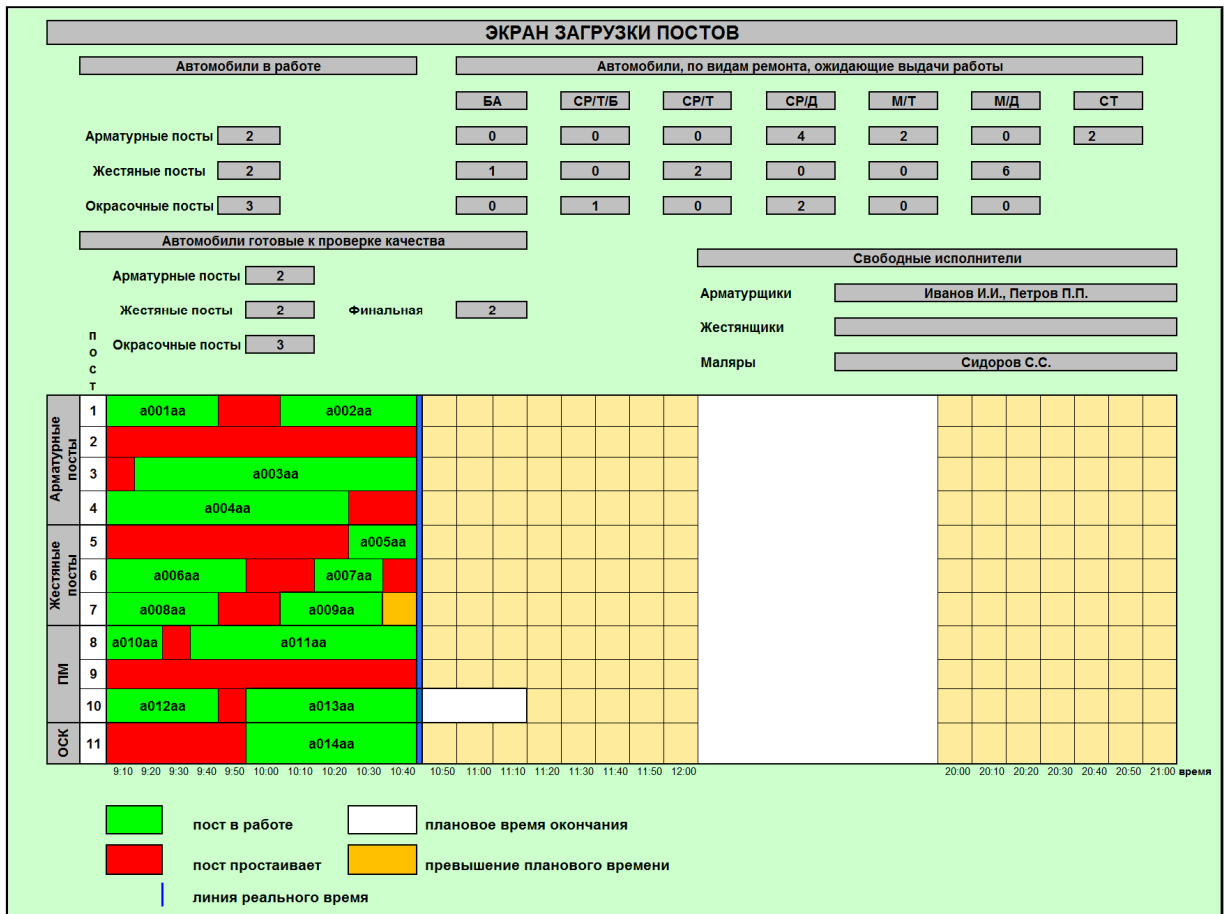 ЭКРАН ЗАГРУЗКИ ПОСТОВ
Автомобили в работе
Автомобили, по видам ремонта, ожидающие выдачи работы
БА СР/Т/Б СР/Т СР/Д М/Т М/Д СТ
Арматурные посты 2 0 0 0 4 2 0 2
Жестяные посты 2 1 0 2 0 0 6
Окрасочные посты 3 0 1 0 2 0 0
Автомобили готовые к проверке качества
Свободные исполнители
Арматурные посты 2
Арматурщики Иванов И.И., Петров П.П.
Жестяные посты 2 Финальная 2
Жестянщики
Окрасочные посты 3
Маляры Сидоров С.С.
пост
Арматурные посты
1 а001аа а002аа
2
3 а003аа
4 а004аа
Жестяные посты
5 а005аа
6 а006аа а007аа
7 а008аа а009аа
ПМ
8 а010аа а011аа
9
10 а012аа а013аа
ОСК
11 а014аа
9:10 9:20 9:30 9:40 9:50 10:00 10:10 10:20 10:30 10:40 10:50 11:00 11:10 11:20 11:30 11:40 11:50 12:00 20:00 20:10 20:20 20:30 20:40 20:50 21:00 время
пост в работе
плановое время окончания
пост простаивает
превышение планового времени
линия реального время